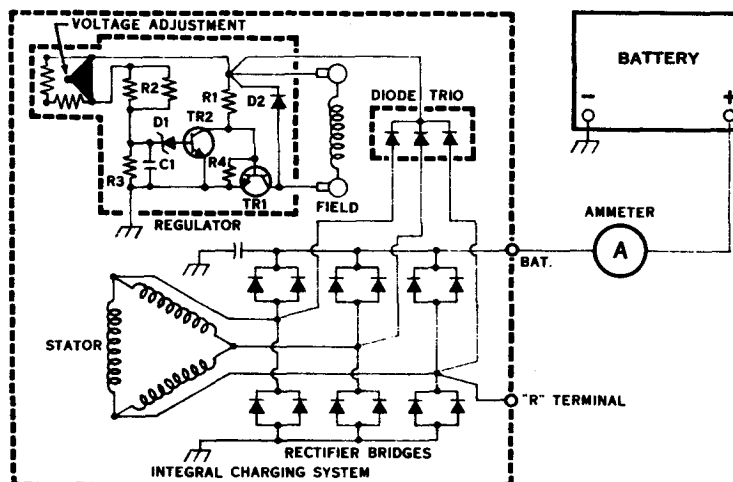 VOLTAGE ADJUSTMENT
BATTERY
- +
R2
R1
D2
DIODE TRIO
D1
TR2
C1
R4
R3
TR1
FIELD
REGULATOR
AMMETER
A
BAT.
STATOR
"R" TERMINAL
RECTIFIER BRIDGES
INTEGRAL CHARGING SYSTEM